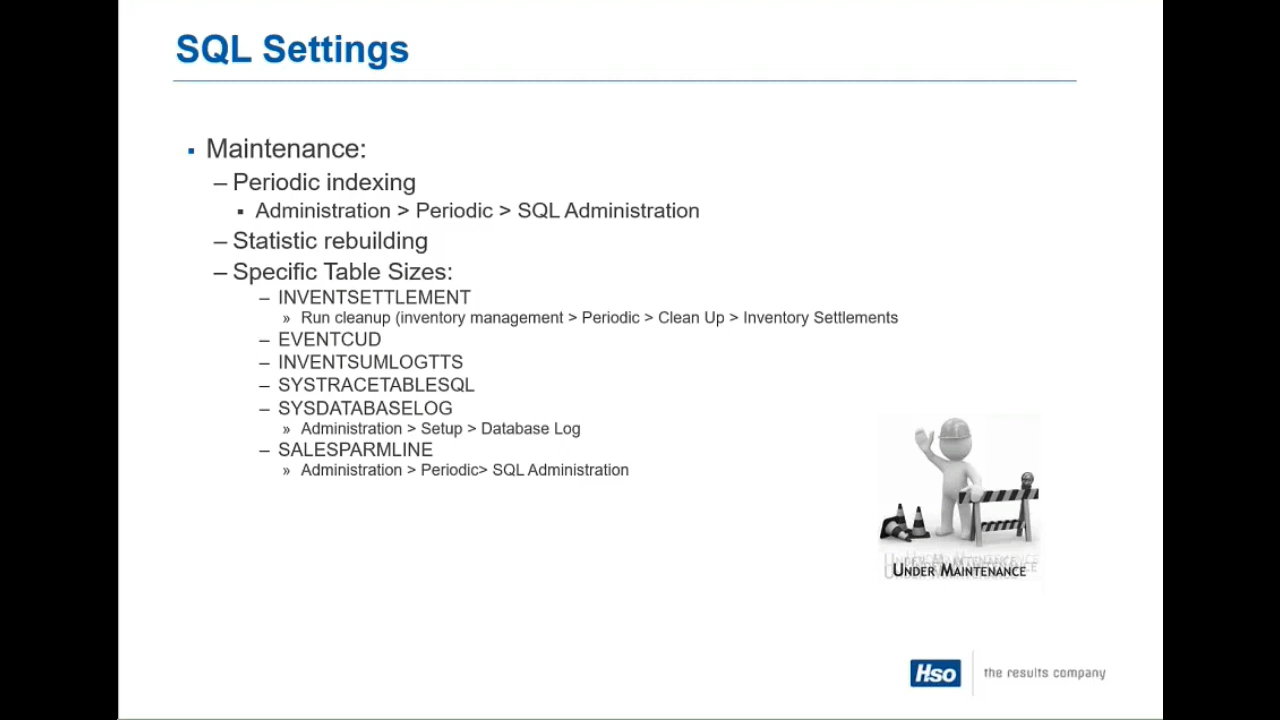 SQL Settings
▪ Maintenance:
– Periodic indexing
▪ Administration > Periodic > SQL Administration
– Statistic rebuilding
– Specific Table Sizes:
– INVENTSETTLEMENT
» Run cleanup (inventory management > Periodic > Clean Up > Inventory Settlements
– EVENTCUD
– INVENTSUMLOGTTS
– SYSTRACETABLESQL
– SYSDATABASELOG
» Administration > Setup > Database Log
– SALESPARMLINE
» Administration > Periodic> SQL Administration
UNDER MAINTENANCE
Hso the results company